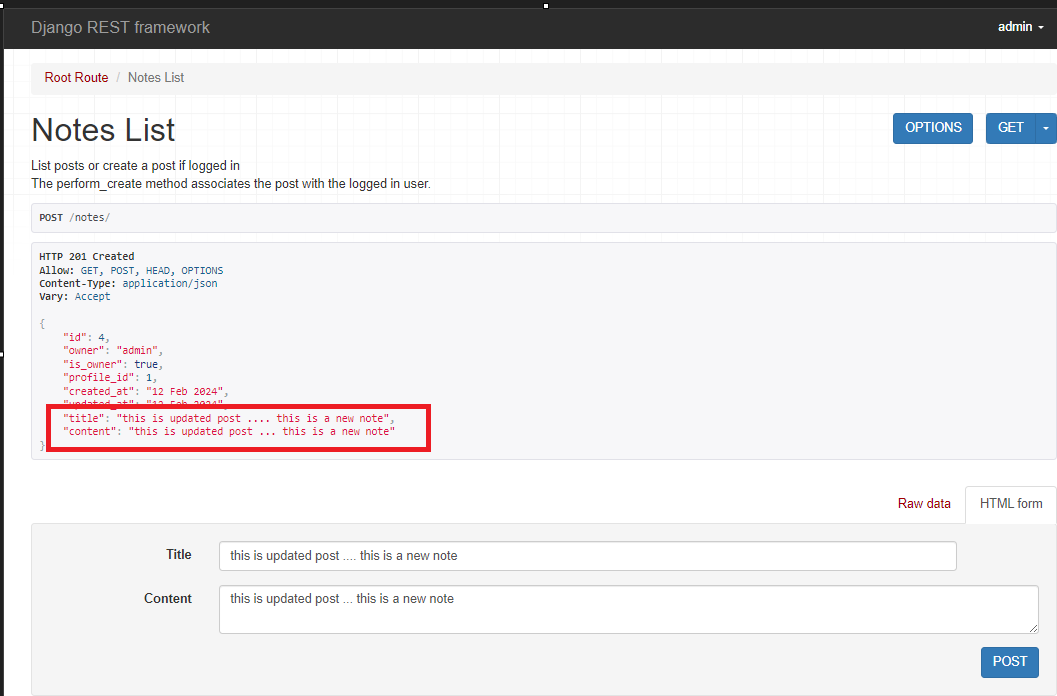 Django REST framework
admin
Root Route / Notes List
Notes List
OPTIONS
GET
List posts or create a post if logged in
The perform_create method associates the post with the logged in user.
POST /notes/
HTTP 201 Created
Allow: GET, POST, HEAD, OPTIONS
Content-Type: application/json
Vary: Accept
{
"id": 4,
"owner": "admin",
"is_owner": true,
"profile_id": 1,
"created_at": "12 Feb 2024",
"updated_at": "12 Feb 2024",
"title": "this is updated post .... this is a new note",
"content": "this is updated post ... this is a new note"
}
Raw data
HTML form
Title
this is updated post .... this is a new note
Content
this is updated post ... this is a new note
POST